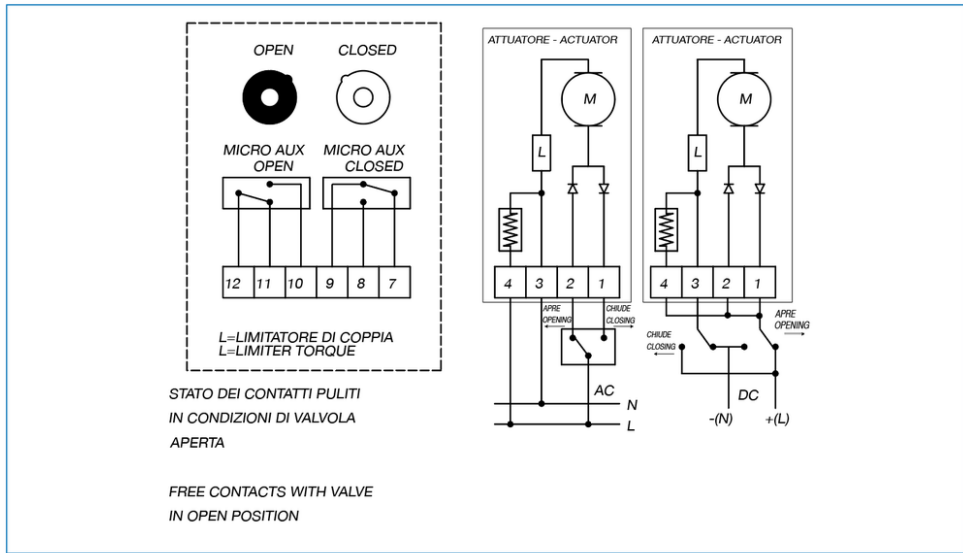 OPEN CLOSED
MICRO AUX OPEN
MICRO AUX CLOSED
12 11 10 9 8 7
L=LIMITATORE DI COPPIA
L=LIMITER TORQUE
STATO DEI CONTATTI PULITI
IN CONDIZIONI DI VALVOLA
APERTA
FREE CONTACTS WITH VALVE
IN OPEN POSITION
ATTUATORE - ACTUATOR
M
L
4 3 2 1
APRE
OPENING
CHIUDE
CLOSING
AC
N
L
ATTUATORE - ACTUATOR
M
L
4 3 2 1
CHIUDE
CLOSING
APRE
OPENING
DC
-(N) +(L)